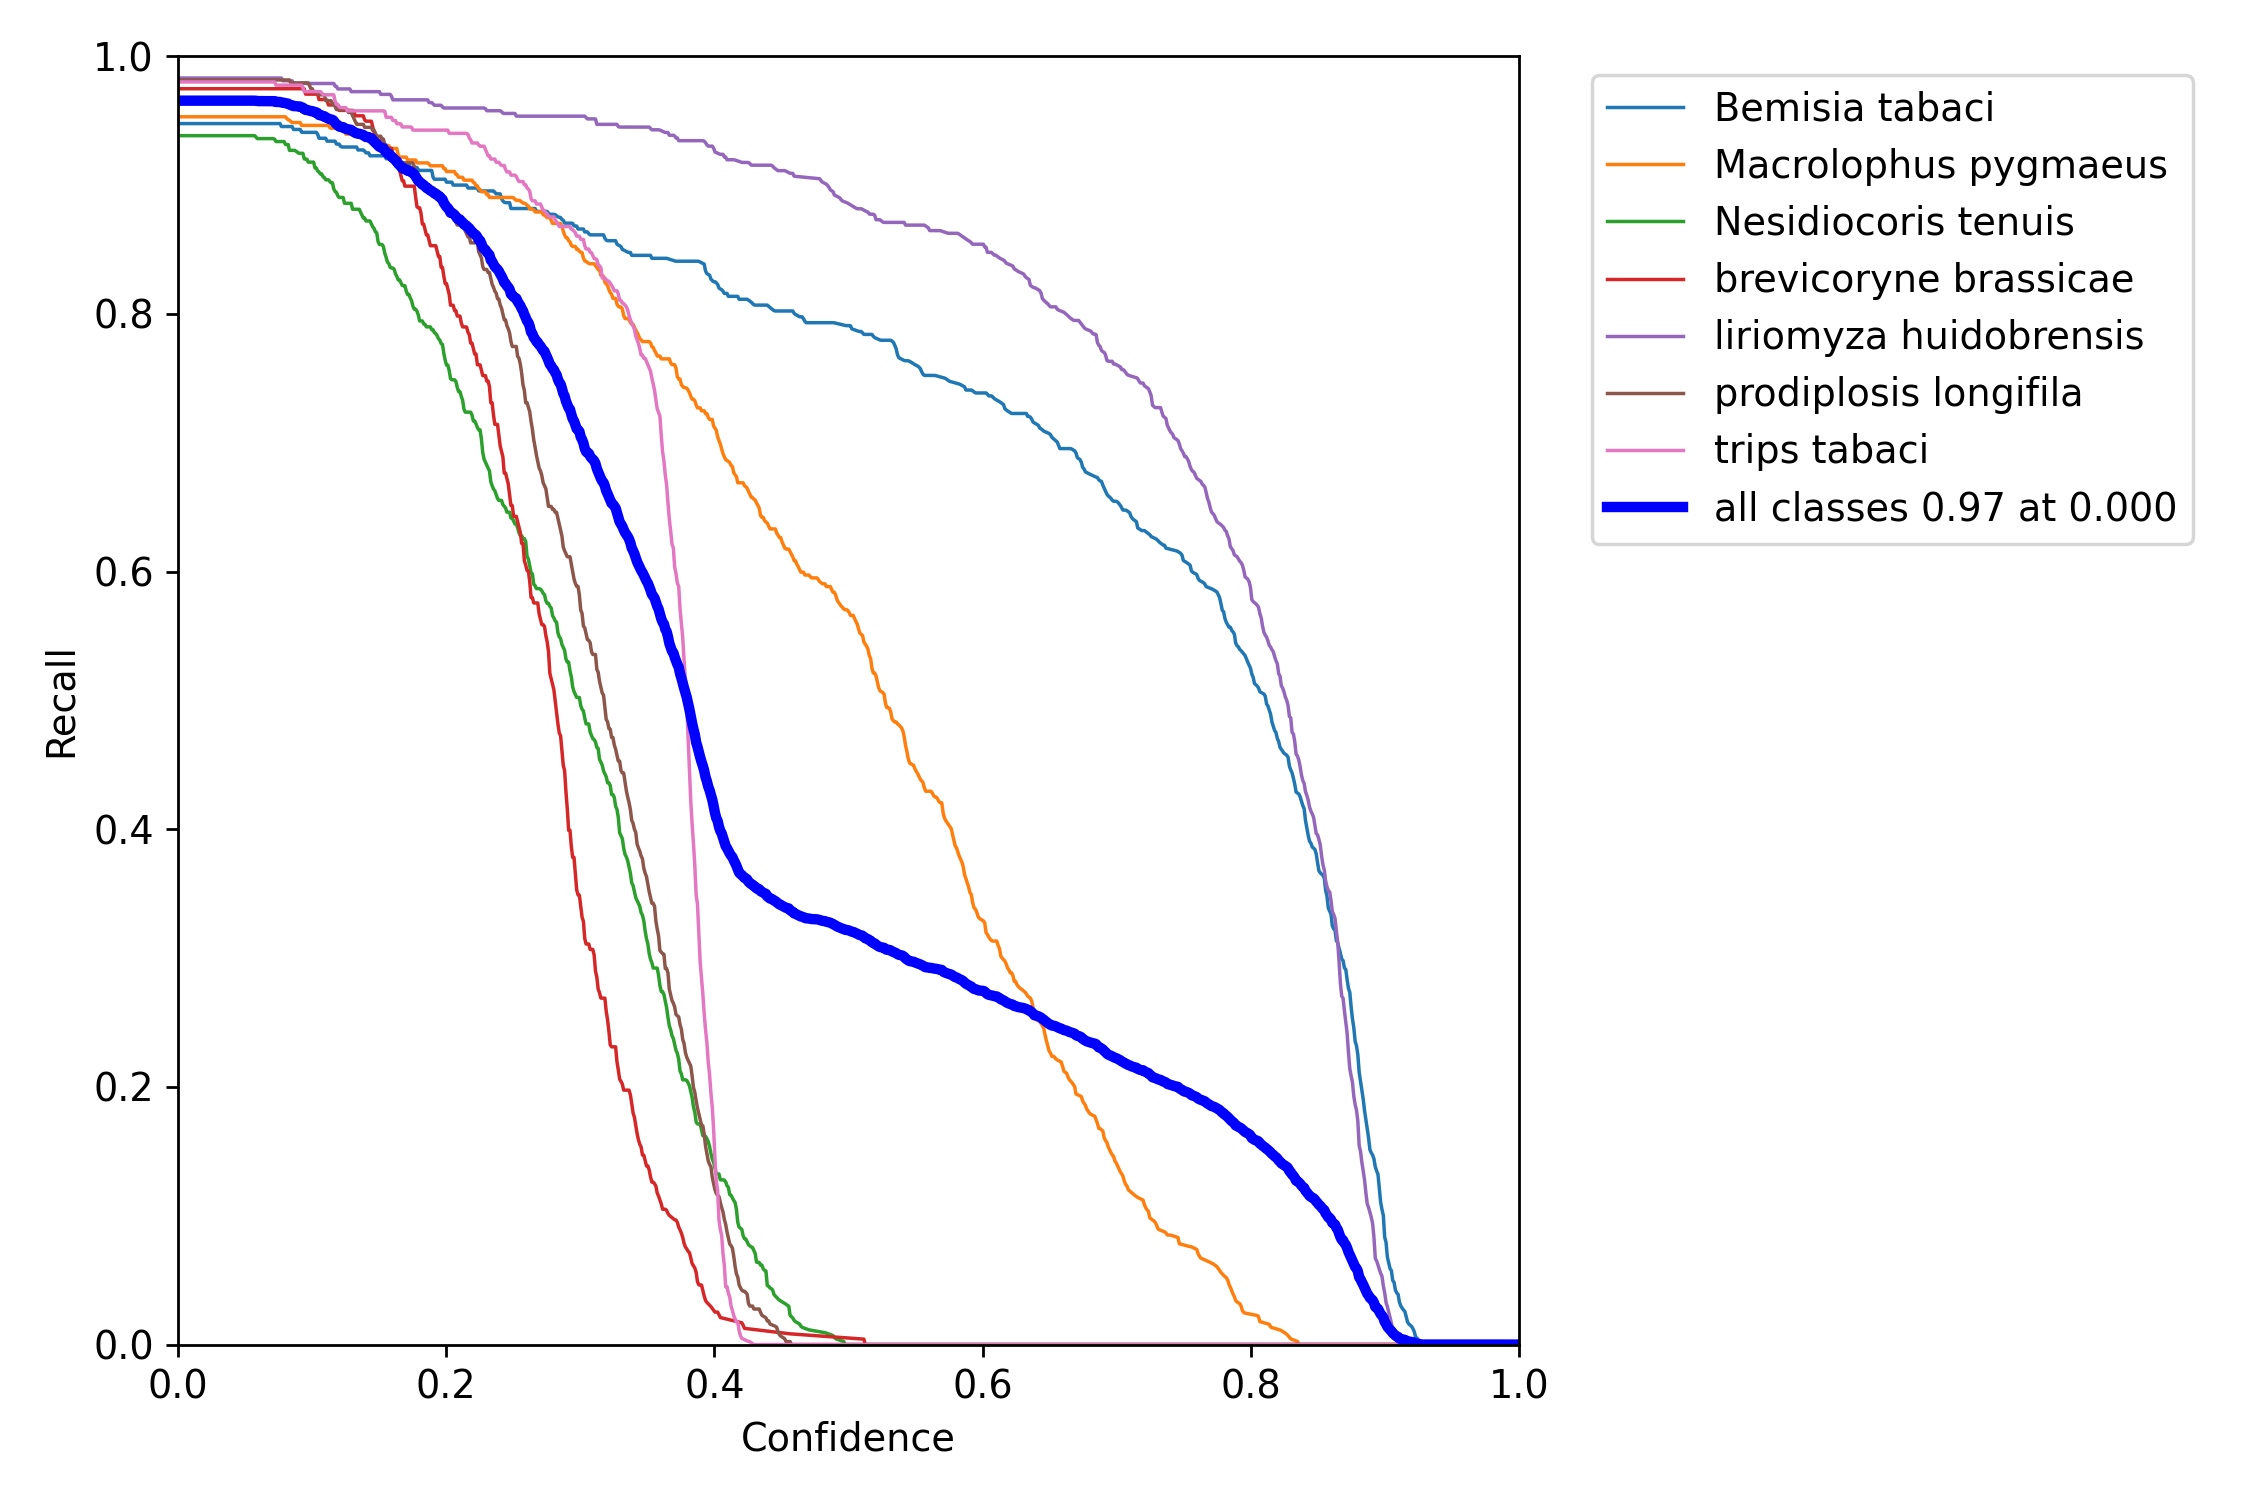 1.0
0.8
0.6
0.4
0.2
0.0
Recall
0.0 0.2 0.4 0.6 0.8 1.0
Confidence
Bemisia tabaci
Macrolophus pygmaeus
Nesidiocoris tenuis
brevicoryne brassicae
liriomyza huidobrensis
prodiplosis longifila
trips tabaci
all classes 0.97 at 0.000